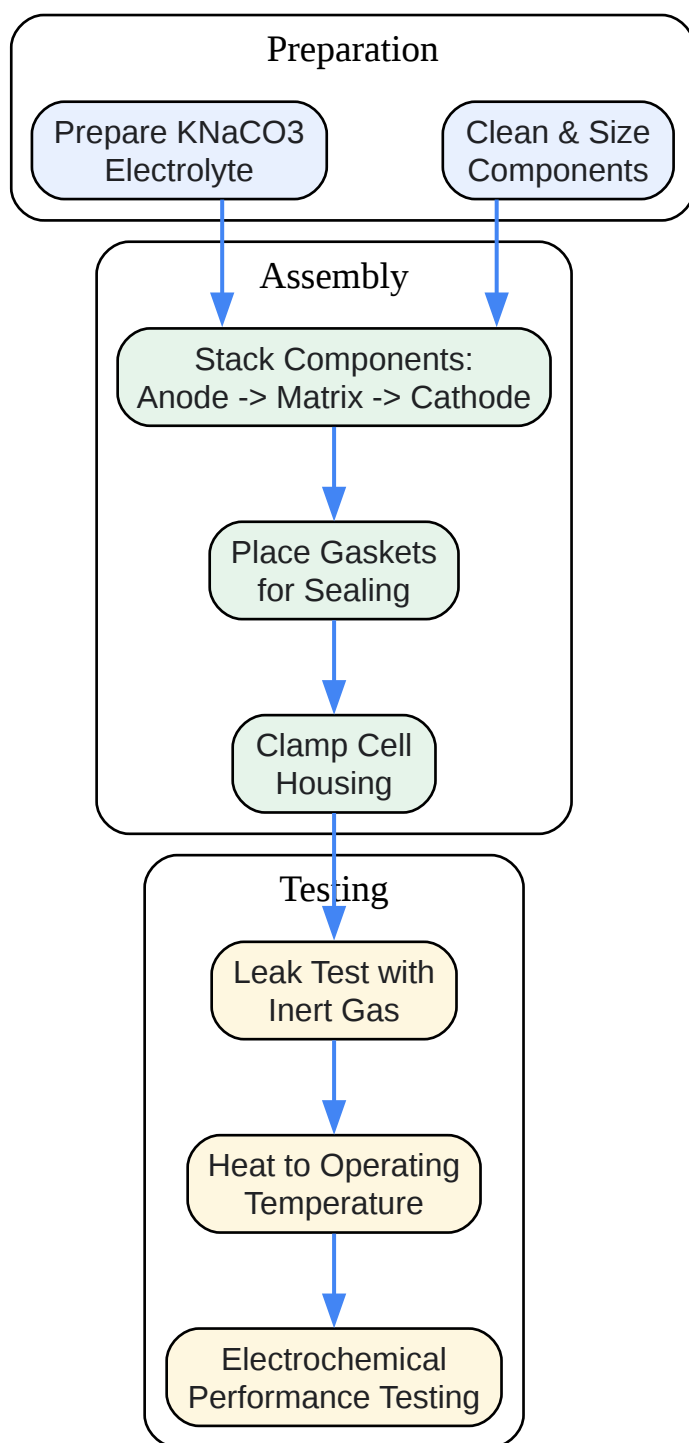 Preparation
Prepare KNaCO3
Electrolyte
Clean & Size
Components
Assembly
Stack Components:
Anode -> Matrix -> Cathode
Place Gaskets
for Sealing
Clamp Cell
Housing
Testing
Leak Test with
Inert Gas
Heat to Operating
Temperature
Electrochemical
Performance Testing